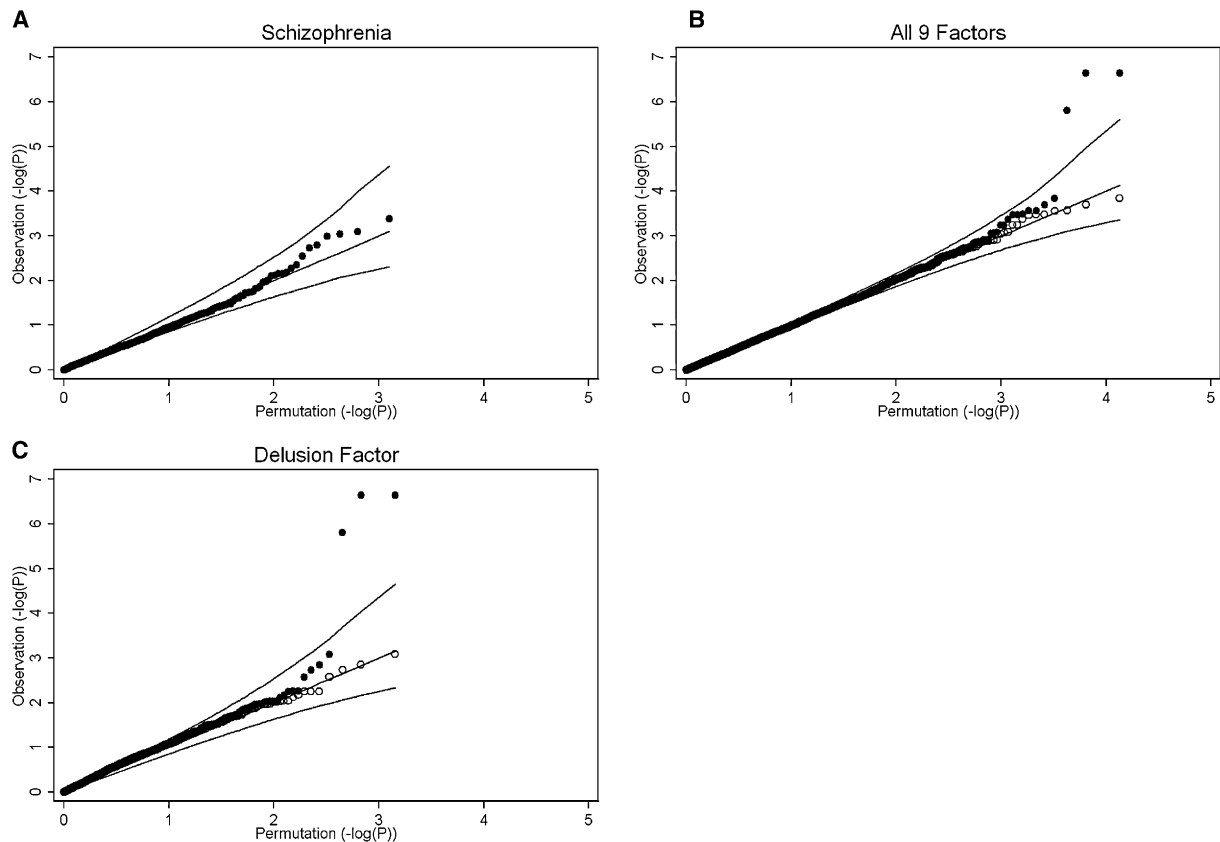 A
Schizophrenia
7
6
5
4
3
2
1
0
Observation (-log(P))
0 1 2 3 4 5
Permutation (-log(P))
B
All 9 Factors
7
6
5
4
3
2
1
0
Observation (-log(P))
0 1 2 3 4 5
Permutation (-log(P))
C
Delusion Factor
7
6
5
4
3
2
1
0
Observation (-log(P))
0 1 2 3 4 5
Permutation (-log(P))